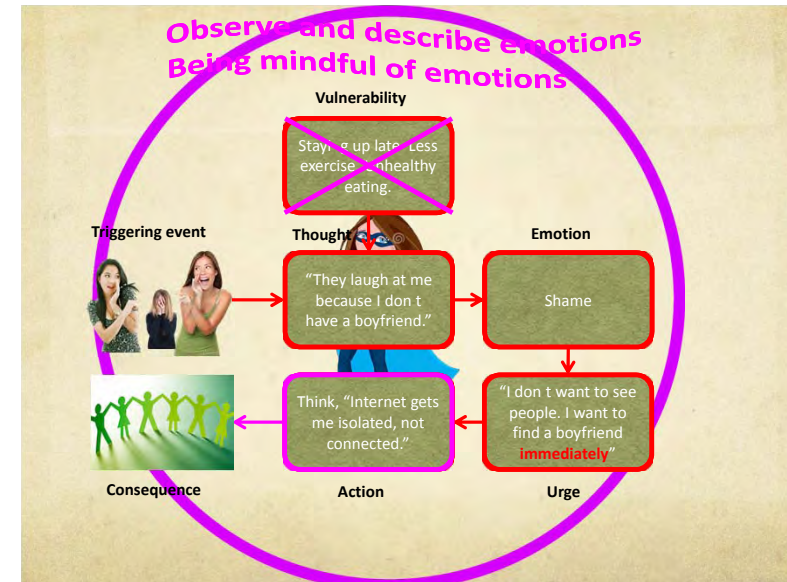 Observe and describe emotions
Being mindful of emotions
Vulnerability
Staying up late. Less
exercise. Unhealthy
eating.
Triggering event
Thought
Emotion
“They laugh at me
because I don t
have a boyfriend.”
Shame
Think, “Internet gets
me isolated, not
connected.”
“I don t want to see
people. I want to
find a boyfriend
immediately”
Consequence
Action
Urge